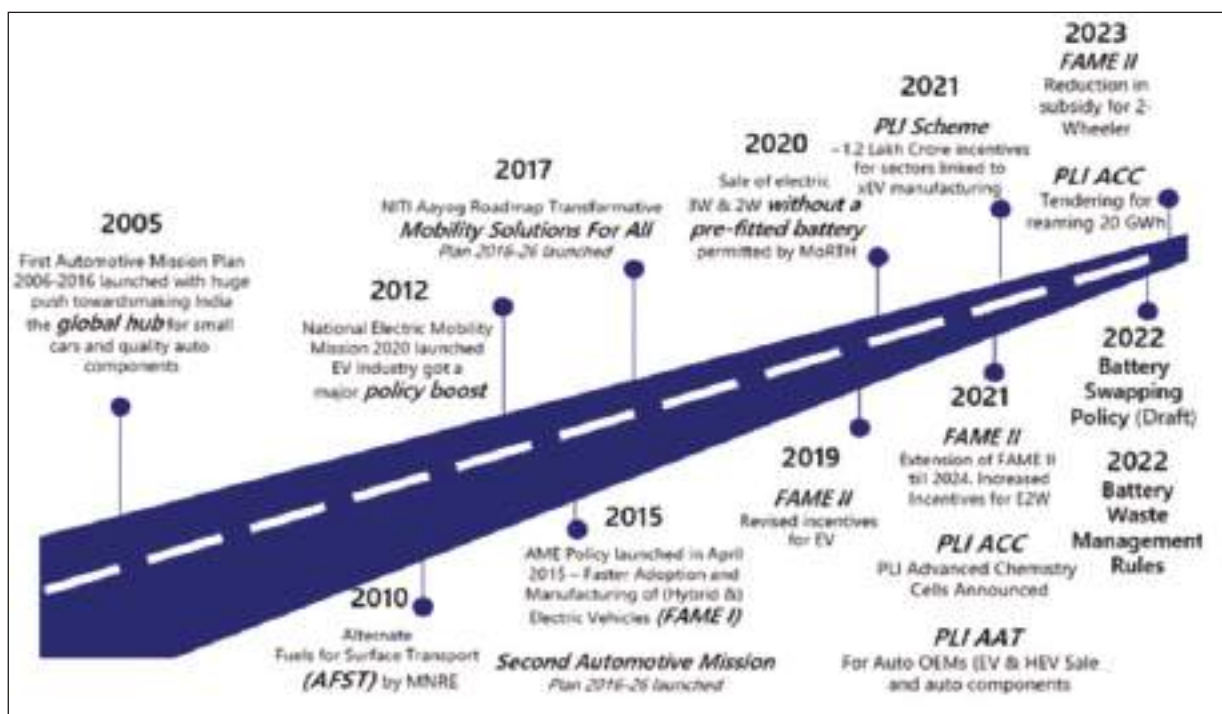 2005
First Automotive Mission Plan
2006-2016 launched with huge
push towardsmaking India
the global hub for small
cars and quality auto
components
2010
Alternate
Fuels for Surface Transport
(AFST) by MNRE
2012
National Electric Mobility
Mission 2020 launched
EV industry got a
major policy boost
2015
AME Policy launched in April
2015 – Faster Adoption and
Manufacturing of (Hybrid &)
Electric Vehicles (FAME I)
Second Automotive Mission
Plan 2016-26 launched
2017
NITI Aayog Roadmap Transformative
Mobility Solutions For All
Plan 2016-26 launched
2019
FAME II
Revised incentives
for EV
2020
Sale of electric
3W & 2W without a
pre-fitted battery
permitted by MoRTH
2021
PLI Scheme
~1.2 Lakh Crore incentives
for sectors linked to
xEV manufacturing
2021
FAME II
Extension of FAME II
till 2024. Increased
Incentives for E2W
PLI ACC
PLI Advanced Chemistry
Cells Announced
PLI AAT
For Auto OEMs (EV & HEV Sale
and auto components
2022
Battery
Swapping
Policy (Draft)
2022
Battery
Waste
Management
Rules
2023
FAME II
Reduction in
subsidy for 2-
Wheeler
PLI ACC
Tendering for
reaming 20 GWh